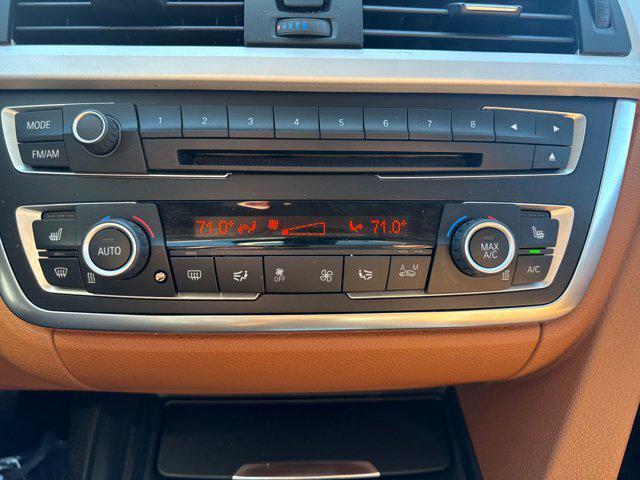 MODE
1 2 3 4 5 6 7 8
FM/AM
71.0° 71.0°
AUTO
MAX
A/C
OFF
A M
A/C